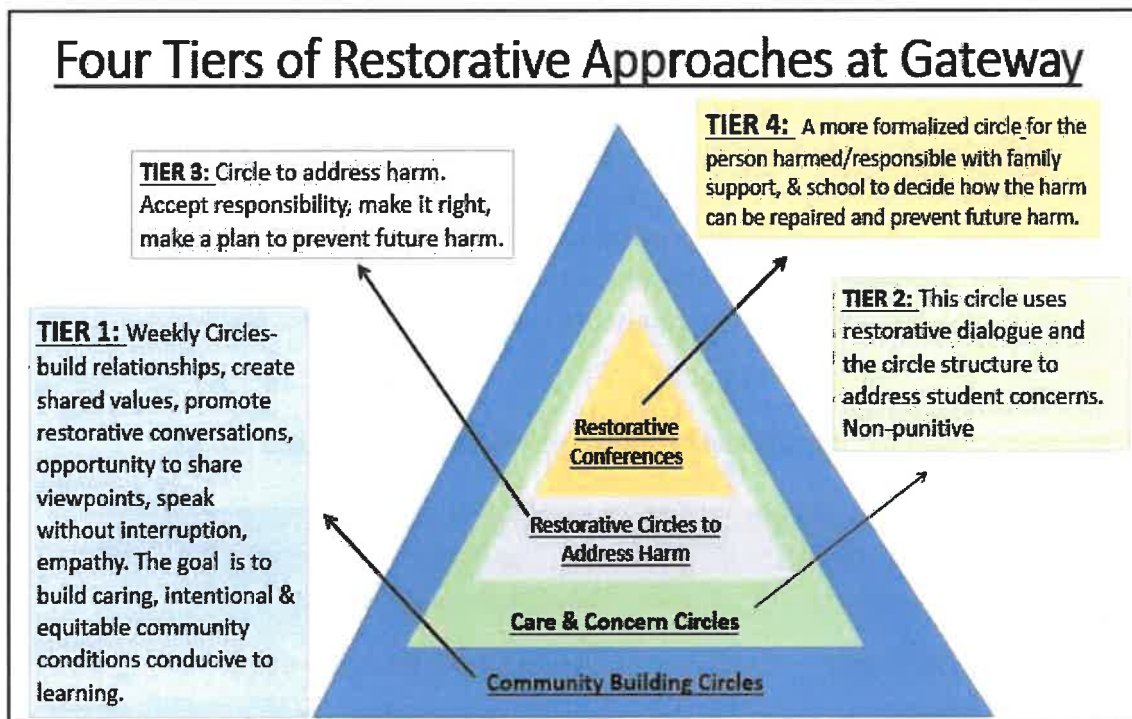 Four Tiers of Restorative Approaches at Gateway
TIER 4: A more formalized circle for the
person harmed/responsible with family
support, & school to decide how the harm
can be repaired and prevent future harm.
TIER 3: Circle to address harm.
Accept responsibility, make it right,
make a plan to prevent future harm.
TIER 2: This circle uses
restorative dialogue and
the circle structure to
address student concerns.
Non-punitive
TIER 1: Weekly Circles-
build relationships, create
shared values, promote
restorative conversations,
opportunity to share
viewpoints, speak
without interruption,
empathy. The goal is to
build caring, intentional &
equitable community
conditions conducive to
learning.
Restorative
Conferences
Restorative Circles to
Address Harm
Care & Concern Circles
Community Building Circles